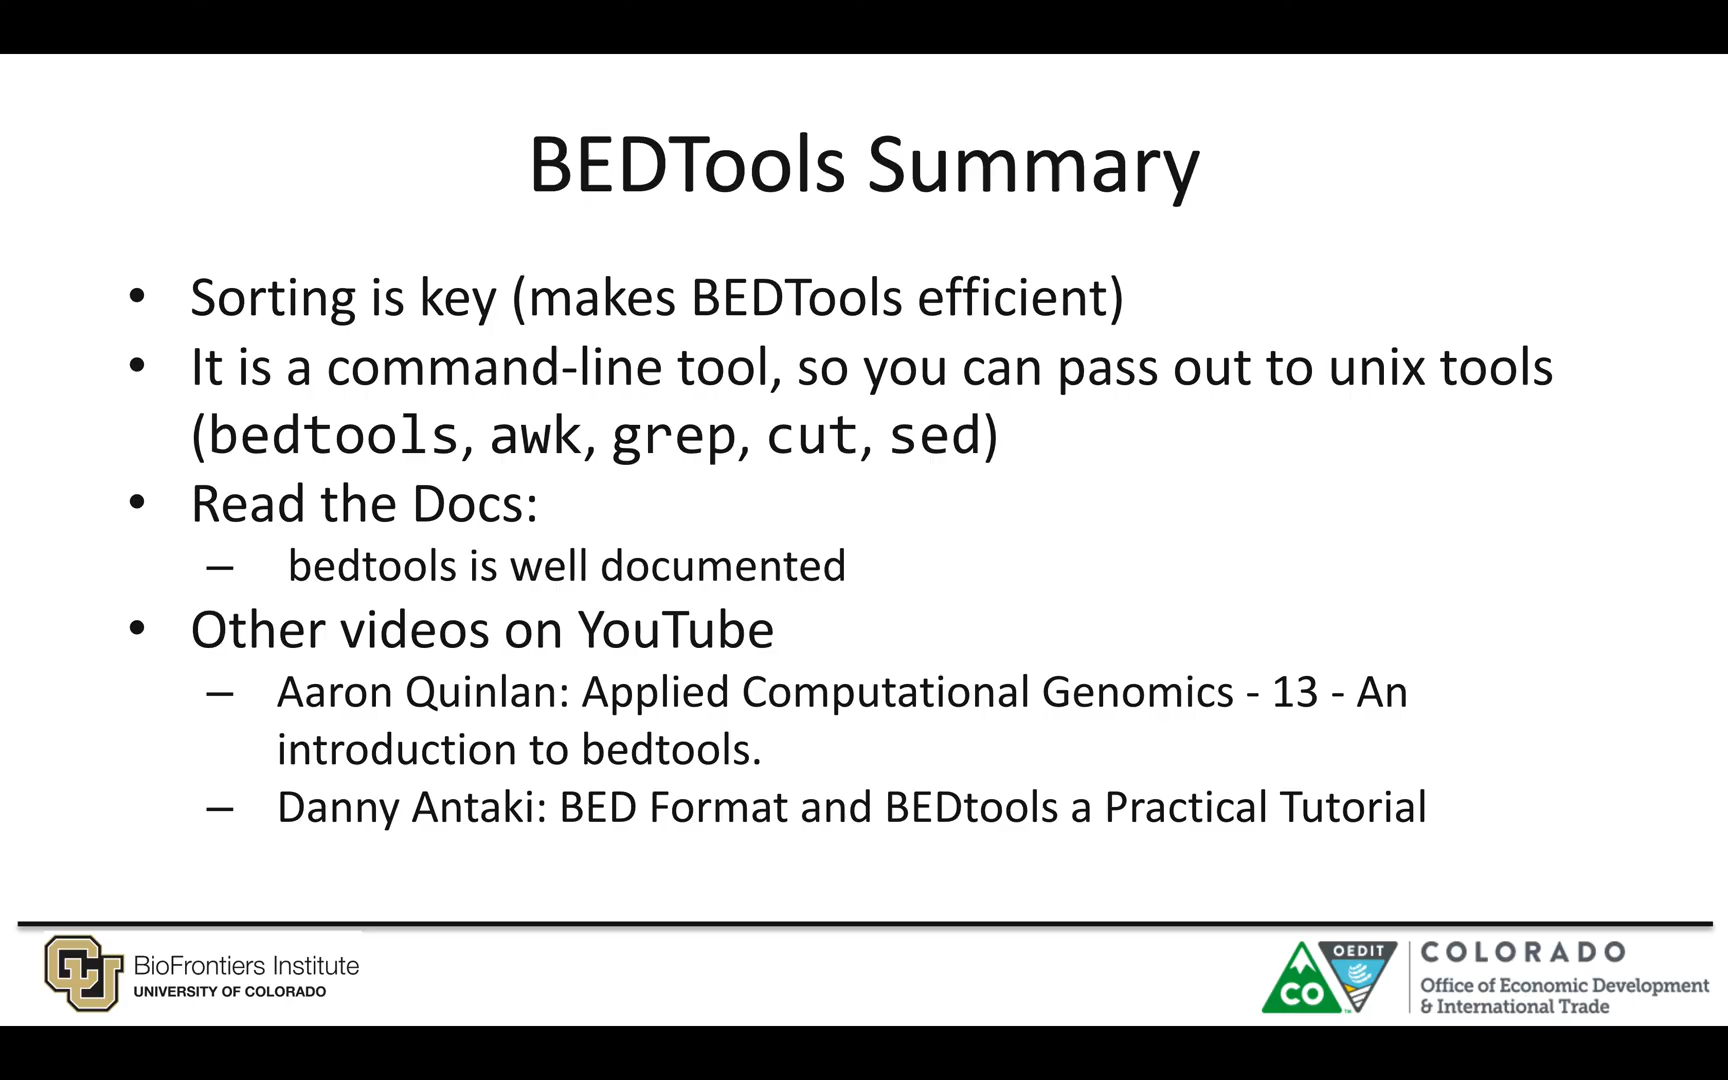 BEDTools Summary
• Sorting is key (makes BEDTools efficient)
• It is a command-line tool, so you can pass out to unix tools
(bedtools, awk, grep, cut, sed)
• Read the Docs:
– bedtools is well documented
• Other videos on YouTube
– Aaron Quinlan: Applied Computational Genomics - 13 - An
introduction to bedtools.
– Danny Antaki: BED Format and BEDtools a Practical Tutorial
CU
BioFrontiers Institute
UNIVERSITY OF COLORADO
CO
TM
OEDIT
COLORADO
Office of Economic Development
& International Trade